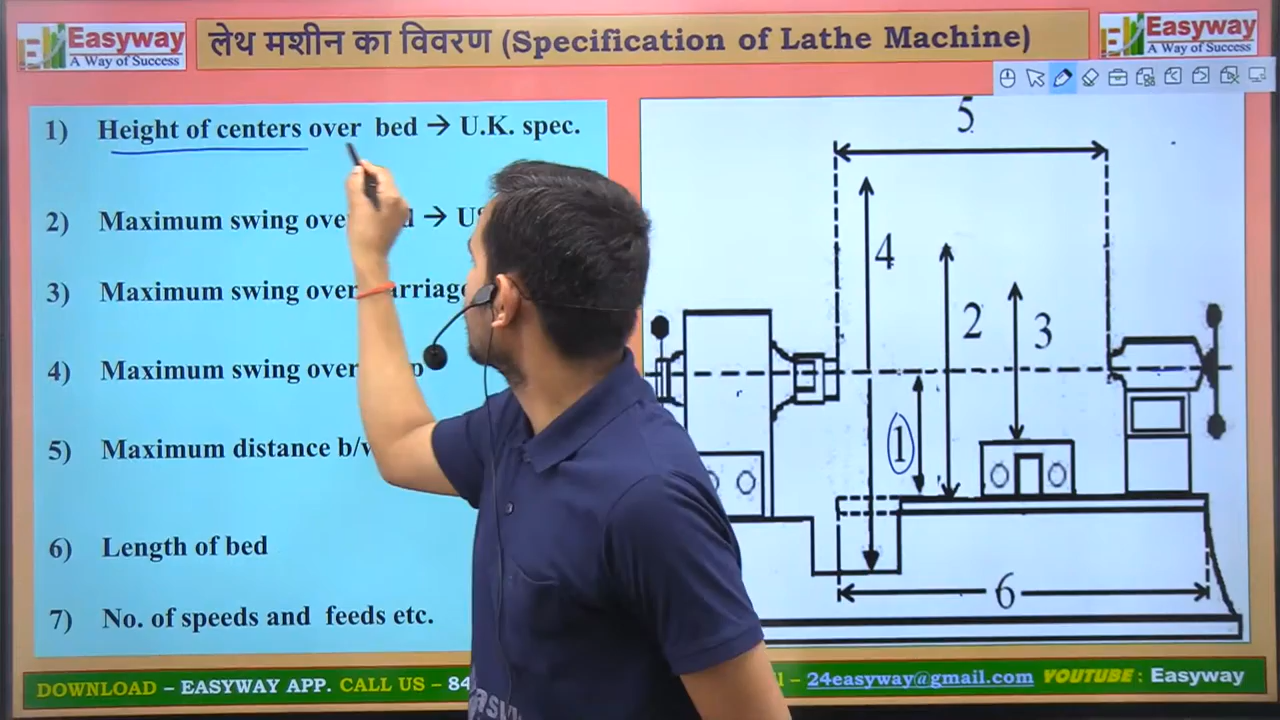 Easyway
A Way of Success
लेथ मशीन का विवरण (Specification of Lathe Machine)
Easyway
A Way of Success
1) Height of centers over bed → U.K. spec.
2) Maximum swing →
3) Maximum swing over
4) Maximum swing over
5) Maximum distance
6) Length of bed
7) No. of speeds and feeds etc.
5
4
2
3
1
6
DOWNLOAD – EASYWAY APP. CALL US – 84
– 24easyway@gmail.com YOUTUBE : Easyway